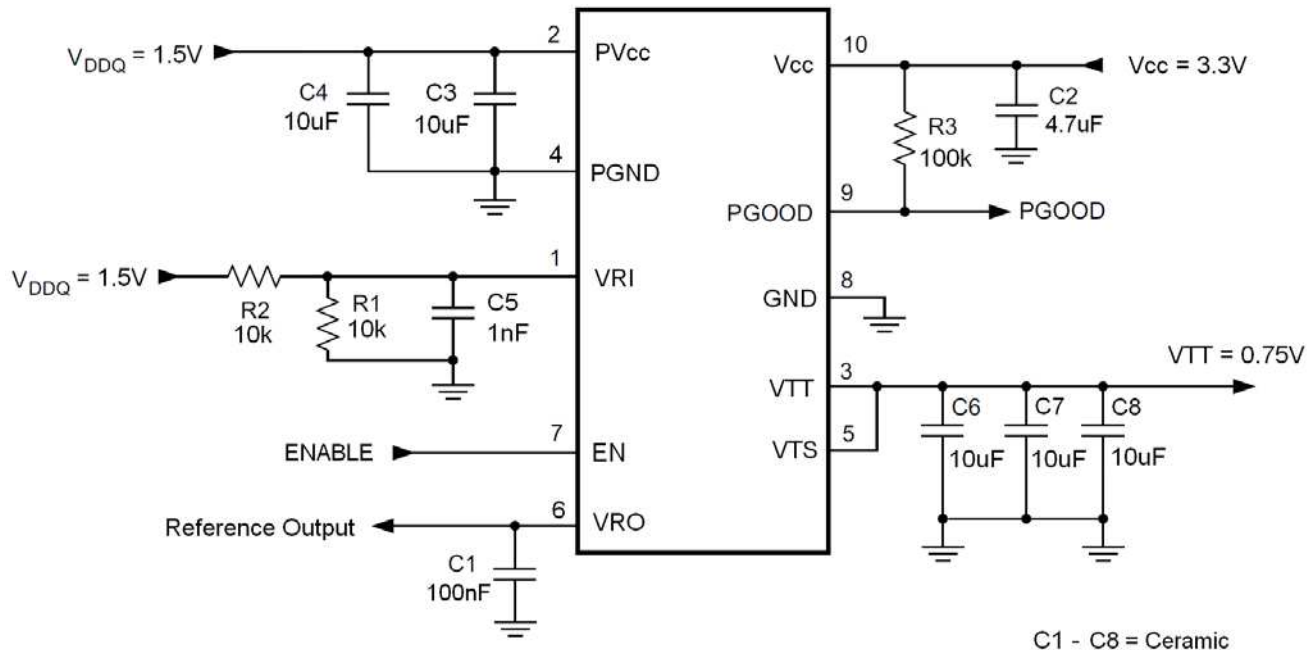 2
PVcc
V_DDQ = 1.5V
C4
10uF
C3
10uF
4
PGND
10
Vcc
Vcc = 3.3V
C2
4.7uF
R3
100k
9
PGOOD
PGOOD
1
VRI
V_DDQ = 1.5V
R2
10k
R1
10k
C5
1nF
8
GND
VTT = 0.75V
3
VTT
5
VTS
C6
10uF
C7
10uF
C8
10uF
7
ENABLE
EN
6
Reference Output
VRO
C1
100nF
C1 - C8 = Ceramic